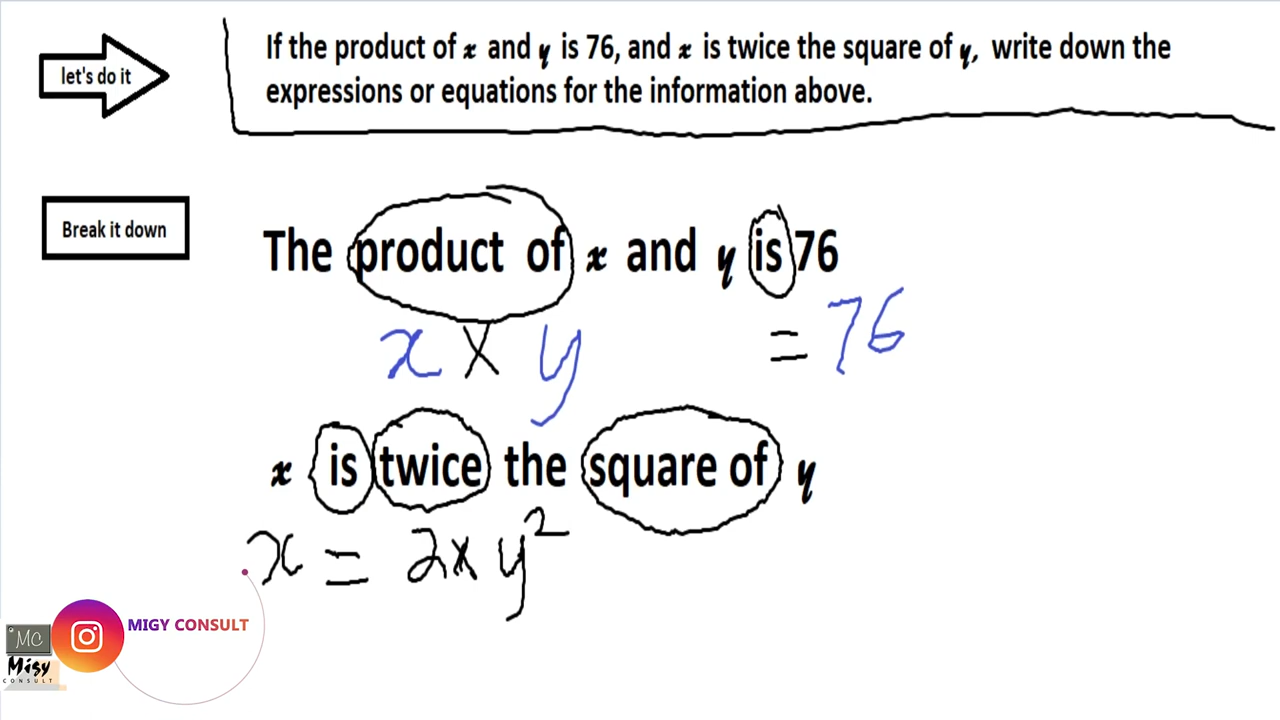 let's do it
If the product of x and y is 76, and x is twice the square of y, write down the
expressions or equations for the information above.
Break it down
The product of x and y is 76
x × y = 76
x is twice the square of y
x = 2 × y²
MIGY CONSULT
MC
Migy
CONSULT